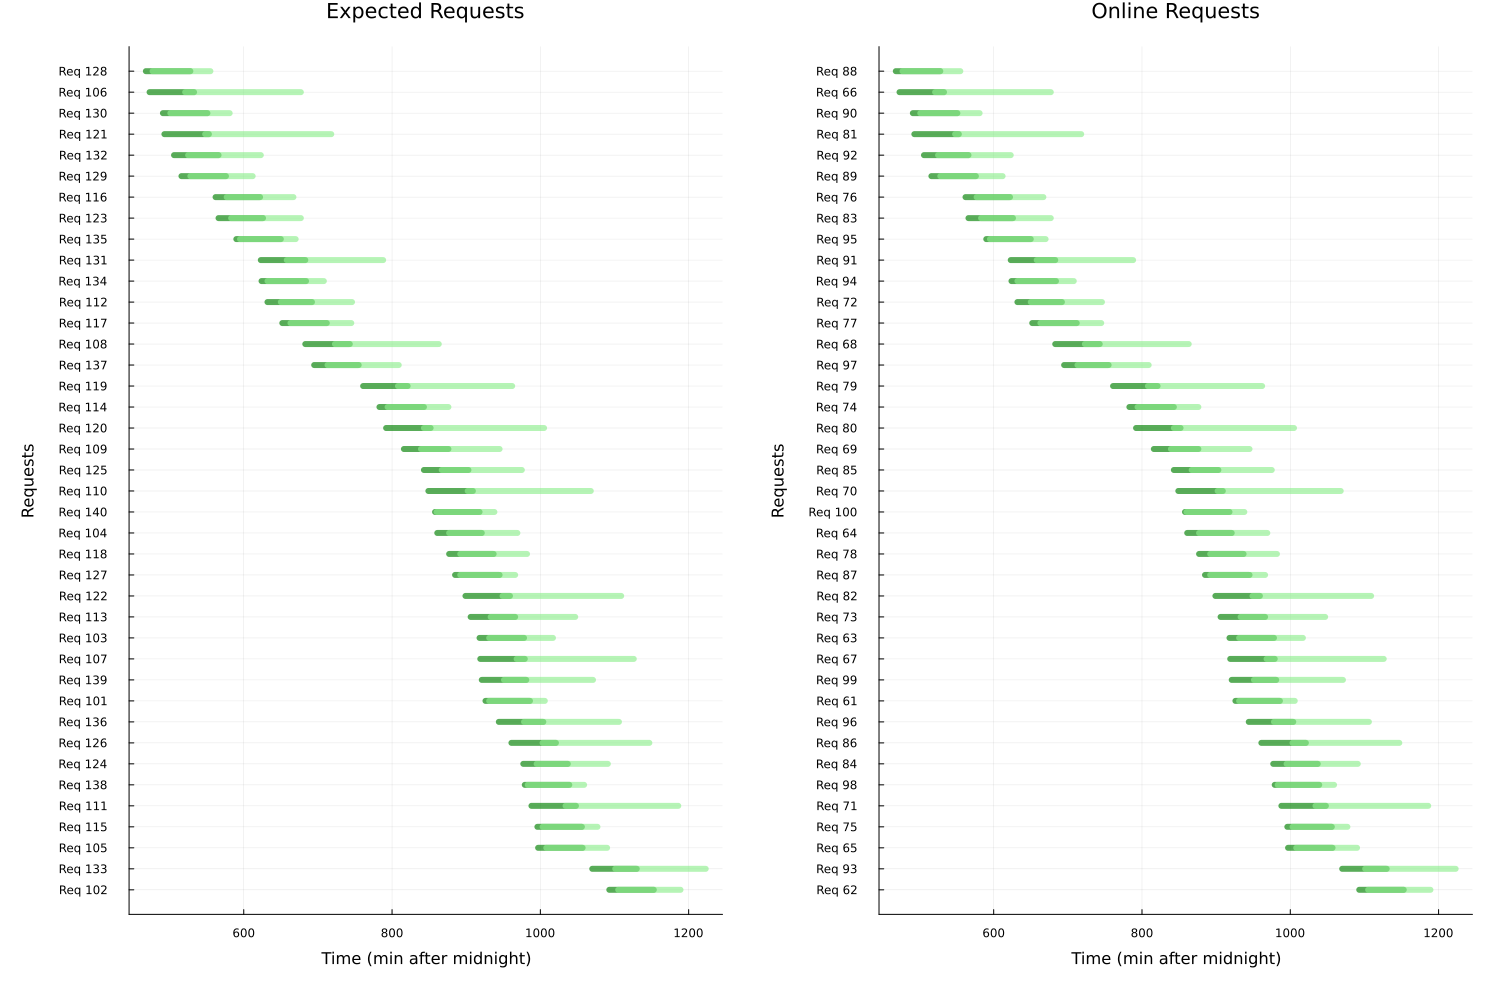 Expected Requests
Req 128
Req 106
Req 130
Req 121
Req 132
Req 129
Req 116
Req 123
Req 135
Req 131
Req 134
Req 112
Req 117
Req 108
Req 137
Req 119
Req 114
Req 120
Req 109
Req 125
Req 110
Req 140
Req 104
Req 118
Req 127
Req 122
Req 113
Req 103
Req 107
Req 139
Req 101
Req 136
Req 126
Req 124
Req 138
Req 111
Req 115
Req 105
Req 133
Req 102
Requests
600 800 1000 1200
Time (min after midnight)
Online Requests
Req 88
Req 66
Req 90
Req 81
Req 92
Req 89
Req 76
Req 83
Req 95
Req 91
Req 94
Req 72
Req 77
Req 68
Req 97
Req 79
Req 74
Req 80
Req 69
Req 85
Req 70
Req 100
Req 64
Req 78
Req 87
Req 82
Req 73
Req 63
Req 67
Req 99
Req 61
Req 96
Req 86
Req 84
Req 98
Req 71
Req 75
Req 65
Req 93
Req 62
Requests
600 800 1000 1200
Time (min after midnight)